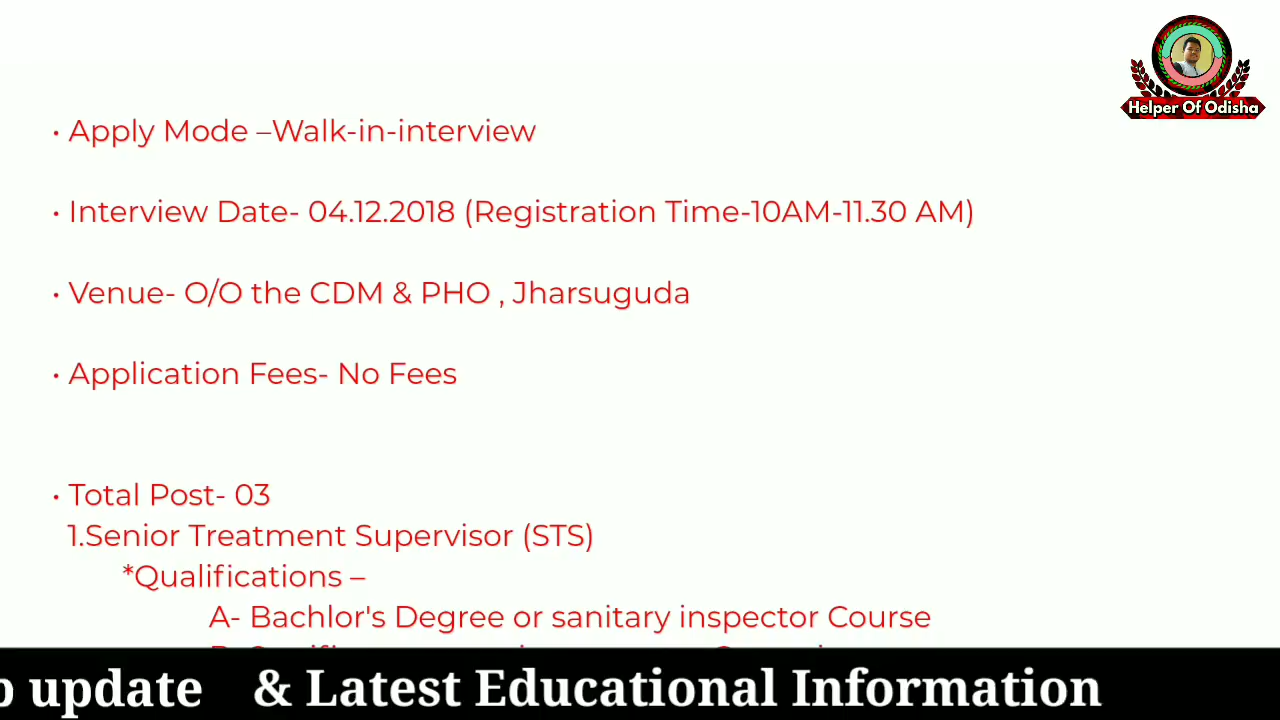 Helper Of Odisha
• Apply Mode –Walk-in-interview
• Interview Date- 04.12.2018 (Registration Time-10AM-11.30 AM)
• Venue- O/O the CDM & PHO , Jharsuguda
• Application Fees- No Fees
• Total Post- 03
1.Senior Treatment Supervisor (STS)
*Qualifications –
A- Bachlor's Degree or sanitary inspector Course
update & Latest Educational Information